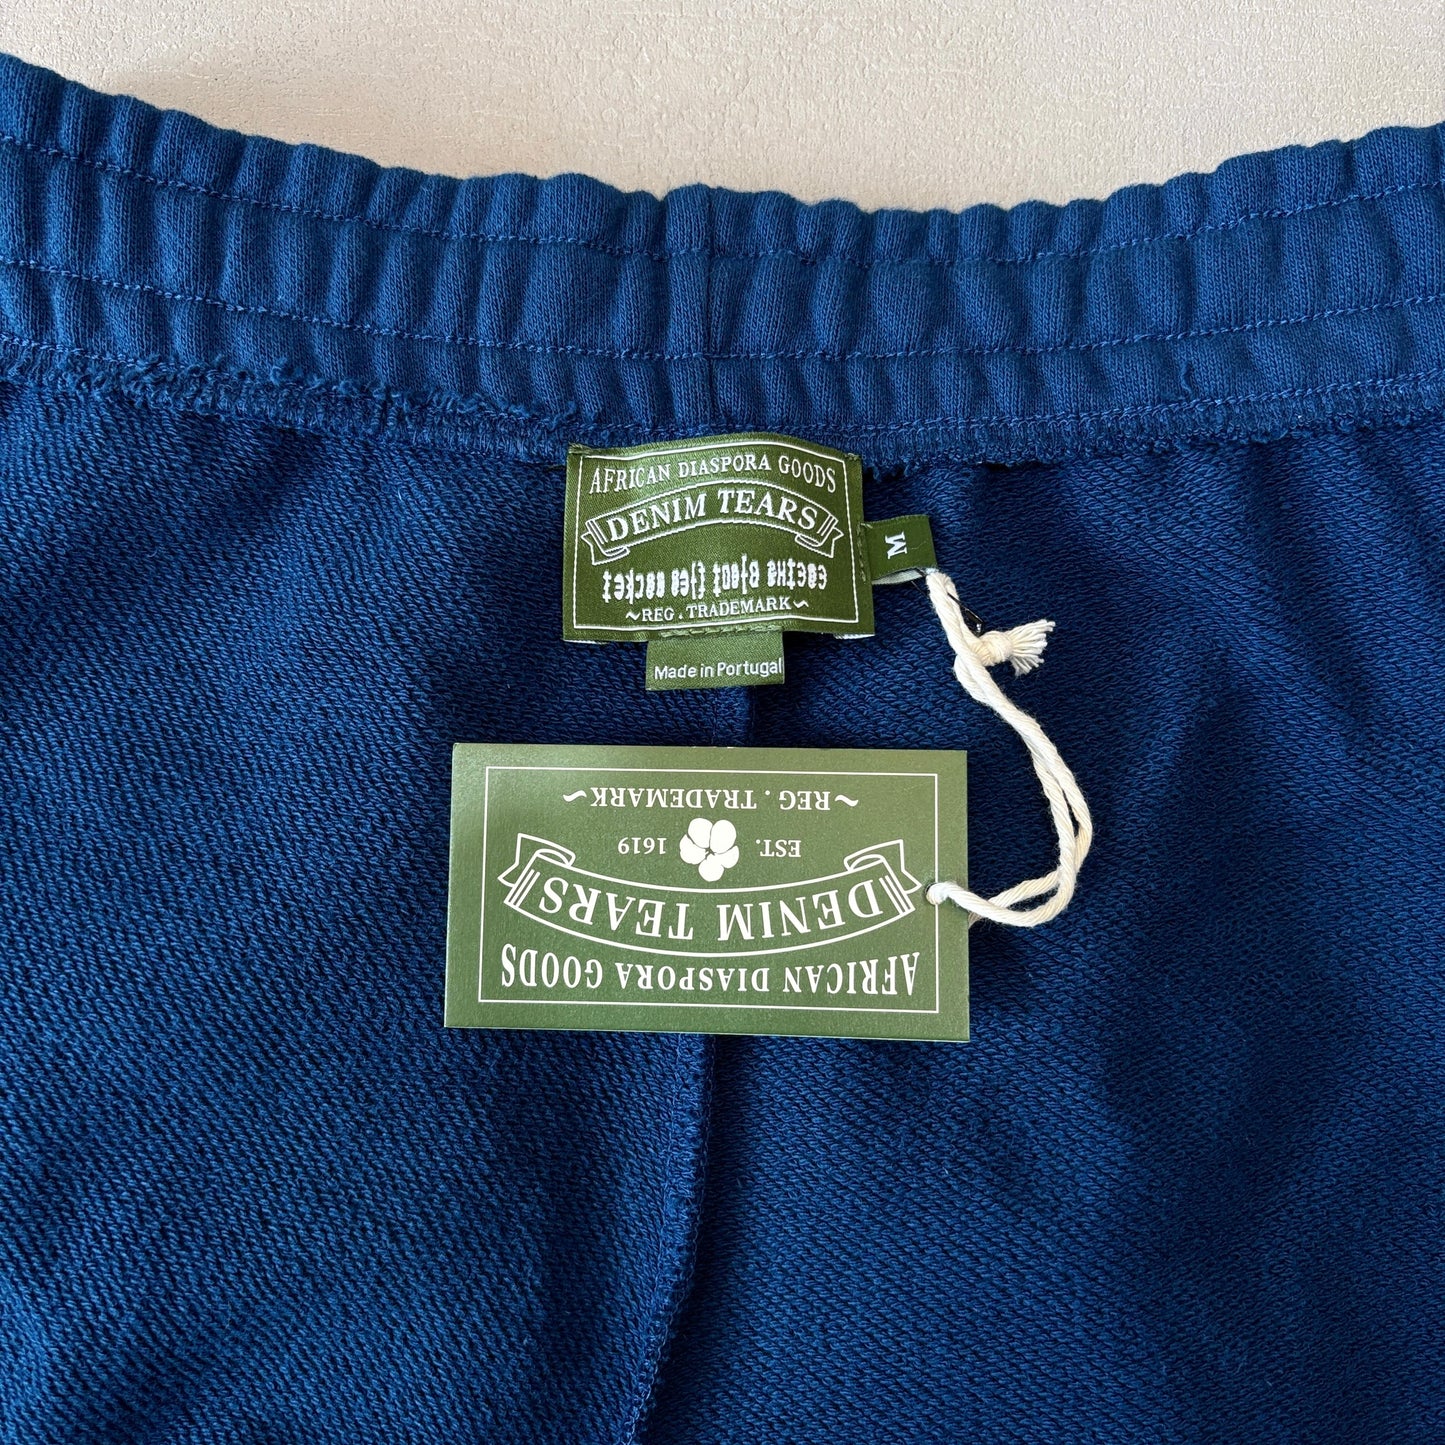 AFRICAN DIASPORA GOODS
DENIM TEARS
~REG. TRADEMARK~
M
Made in Portugal
AFRICAN DIASPORA GOODS
DENIM TEARS
EST. 1619
~REG. TRADEMARK~